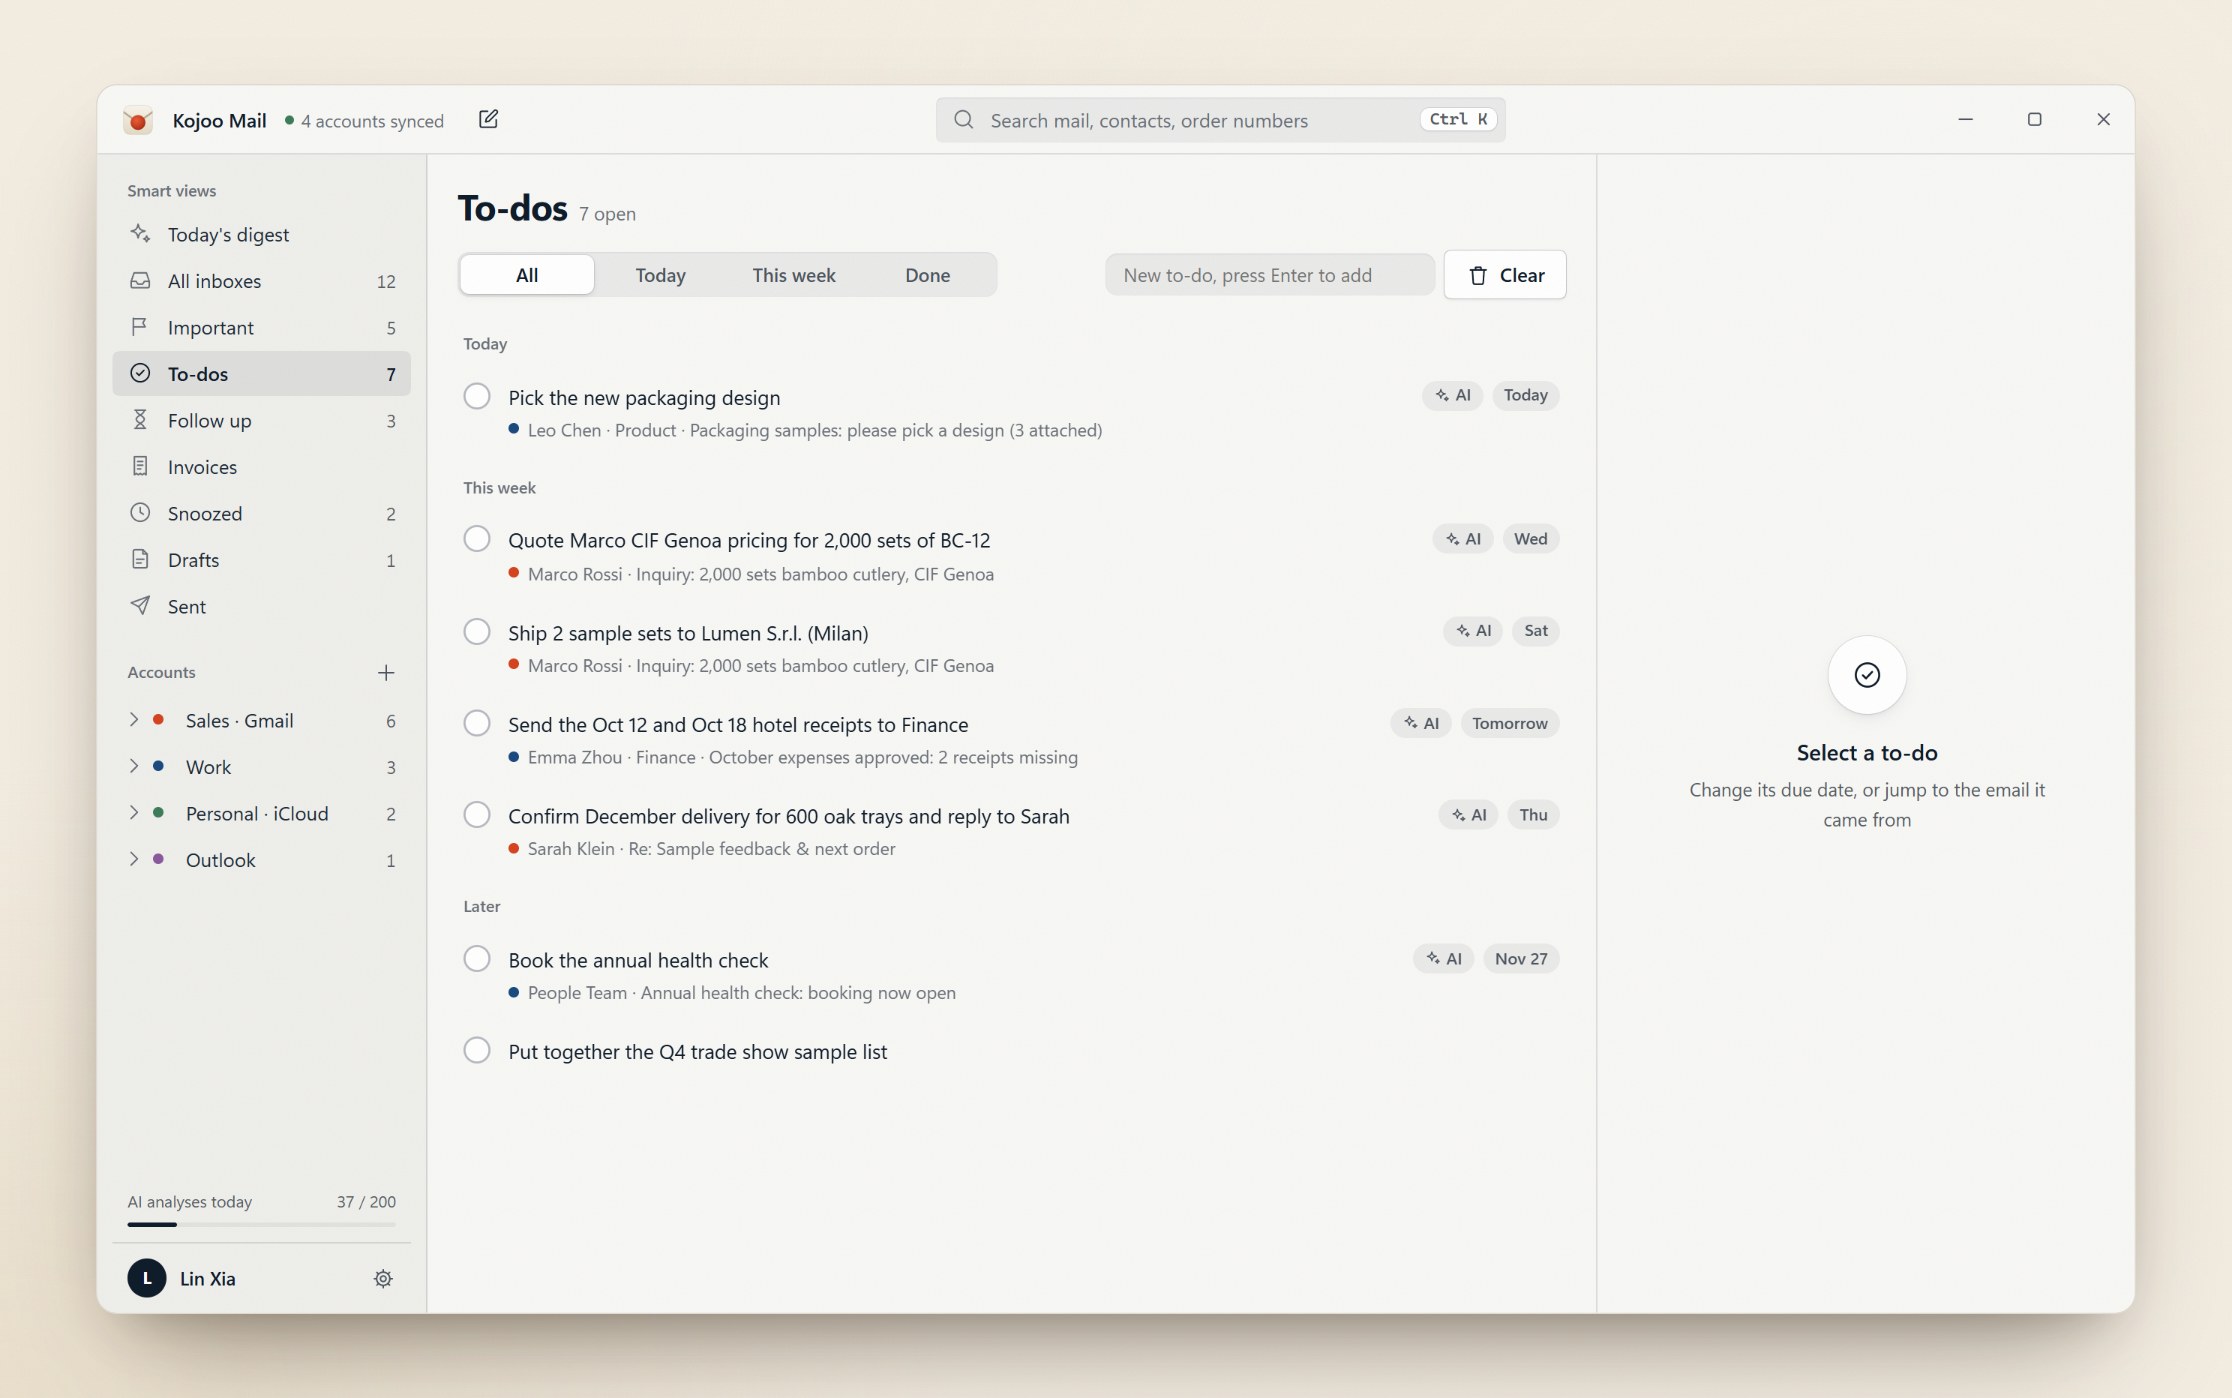 Kojoo Mail
4 accounts synced
Search mail, contacts, order numbers
Ctrl K
Smart views
Today's digest
All inboxes 12
Important 5
To-dos 7
Follow up 3
Invoices
Snoozed 2
Drafts 1
Sent
Accounts
Sales · Gmail 6
Work 3
Personal · iCloud 2
Outlook 1
AI analyses today 37 / 200
L Lin Xia
To-dos 7 open
All Today This week Done
New to-do, press Enter to add
Clear
Today
Pick the new packaging design AI Today
Leo Chen · Product · Packaging samples: please pick a design (3 attached)
This week
Quote Marco CIF Genoa pricing for 2,000 sets of BC-12 AI Wed
Marco Rossi · Inquiry: 2,000 sets bamboo cutlery, CIF Genoa
Ship 2 sample sets to Lumen S.r.l. (Milan) AI Sat
Marco Rossi · Inquiry: 2,000 sets bamboo cutlery, CIF Genoa
Send the Oct 12 and Oct 18 hotel receipts to Finance AI Tomorrow
Emma Zhou · Finance · October expenses approved: 2 receipts missing
Confirm December delivery for 600 oak trays and reply to Sarah AI Thu
Sarah Klein · Re: Sample feedback & next order
Later
Book the annual health check AI Nov 27
People Team · Annual health check: booking now open
Put together the Q4 trade show sample list
Select a to-do
Change its due date, or jump to the email it
came from